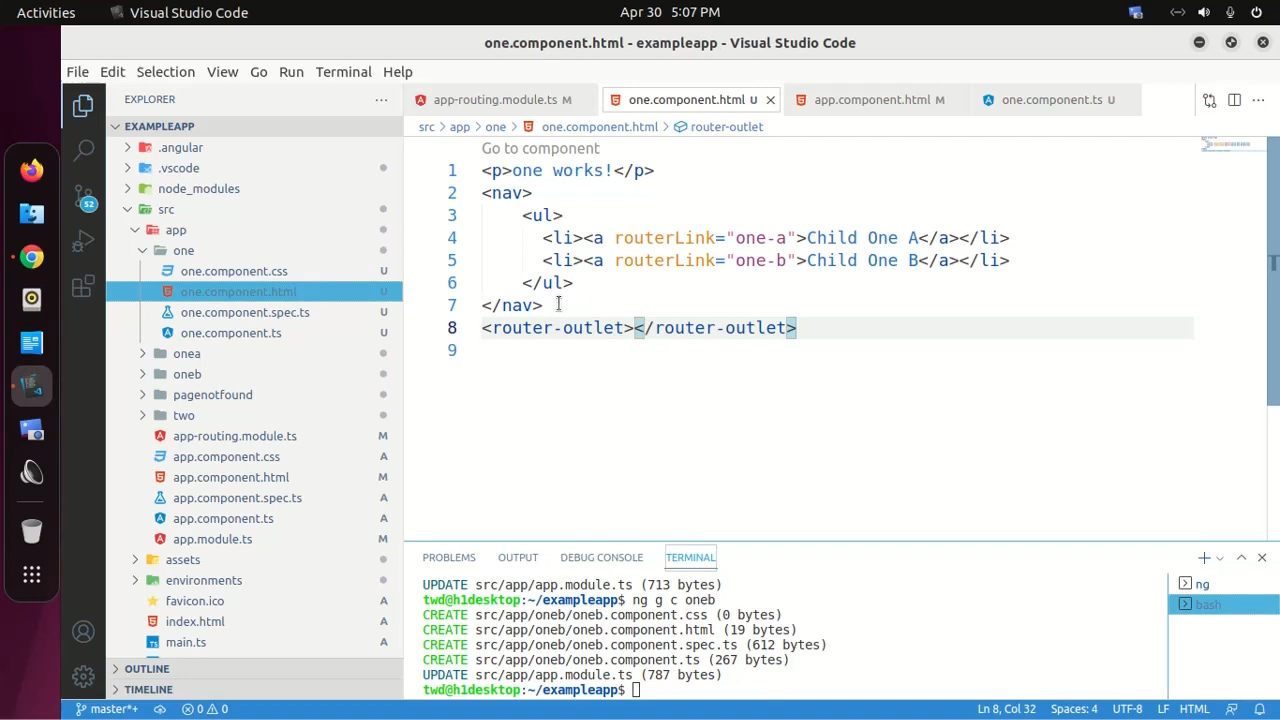 Activities
Visual Studio Code
Apr 30 5:07 PM
one.component.html - exampleapp - Visual Studio Code
File Edit Selection View Go Run Terminal Help
EXPLORER
EXAMPLEAPP
.angular
.vscode
node_modules
src
app
one
one.component.css U
one.component.html U
one.component.spec.ts U
one.component.ts U
onea
oneb
pagenotfound
two
app-routing.module.ts M
app.component.css A
app.component.html M
app.component.spec.ts A
app.component.ts A
app.module.ts M
assets
environments
favicon.ico A
index.html A
main.ts A
OUTLINE
TIMELINE
52
app-routing.module.ts M
one.component.html U
app.component.html M
one.component.ts U
src > app > one > one.component.html > router-outlet
Go to component
1 <p>one works!</p>
2 <nav>
3 <ul>
4 <li><a routerLink="one-a">Child One A</a></li>
5 <li><a routerLink="one-b">Child One B</a></li>
6 </ul>
7 </nav>
8 <router-outlet></router-outlet>
9
PROBLEMS OUTPUT DEBUG CONSOLE TERMINAL
UPDATE src/app/app.module.ts (713 bytes)
twd@h1desktop:~/exampleapp$ ng g c oneb
CREATE src/app/oneb/oneb.component.css (0 bytes)
CREATE src/app/oneb/oneb.component.html (19 bytes)
CREATE src/app/oneb/oneb.component.spec.ts (612 bytes)
CREATE src/app/oneb/oneb.component.ts (267 bytes)
UPDATE src/app/app.module.ts (787 bytes)
twd@h1desktop:~/exampleapp$
ng
bash
master*+
0 0
Ln 8, Col 32
Spaces: 4
UTF-8
LF
HTML